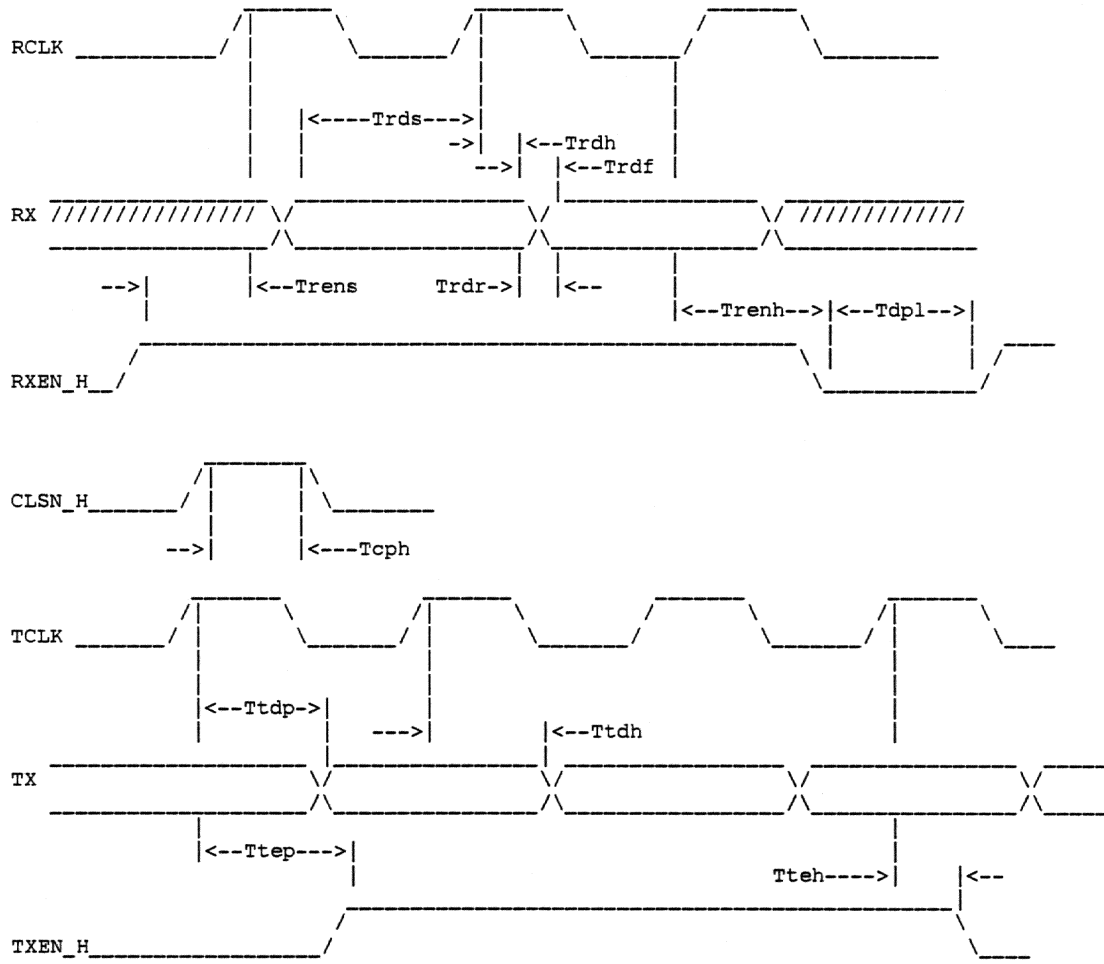 RCLK
Trds
Trdh
Trdf
RX
Trens
Trdr
Trenh
Tdpl
RXEN_H
CLSN_H
Tcph
TCLK
Ttdp
Ttdh
TX
Ttep
Tteh
TXEN_H